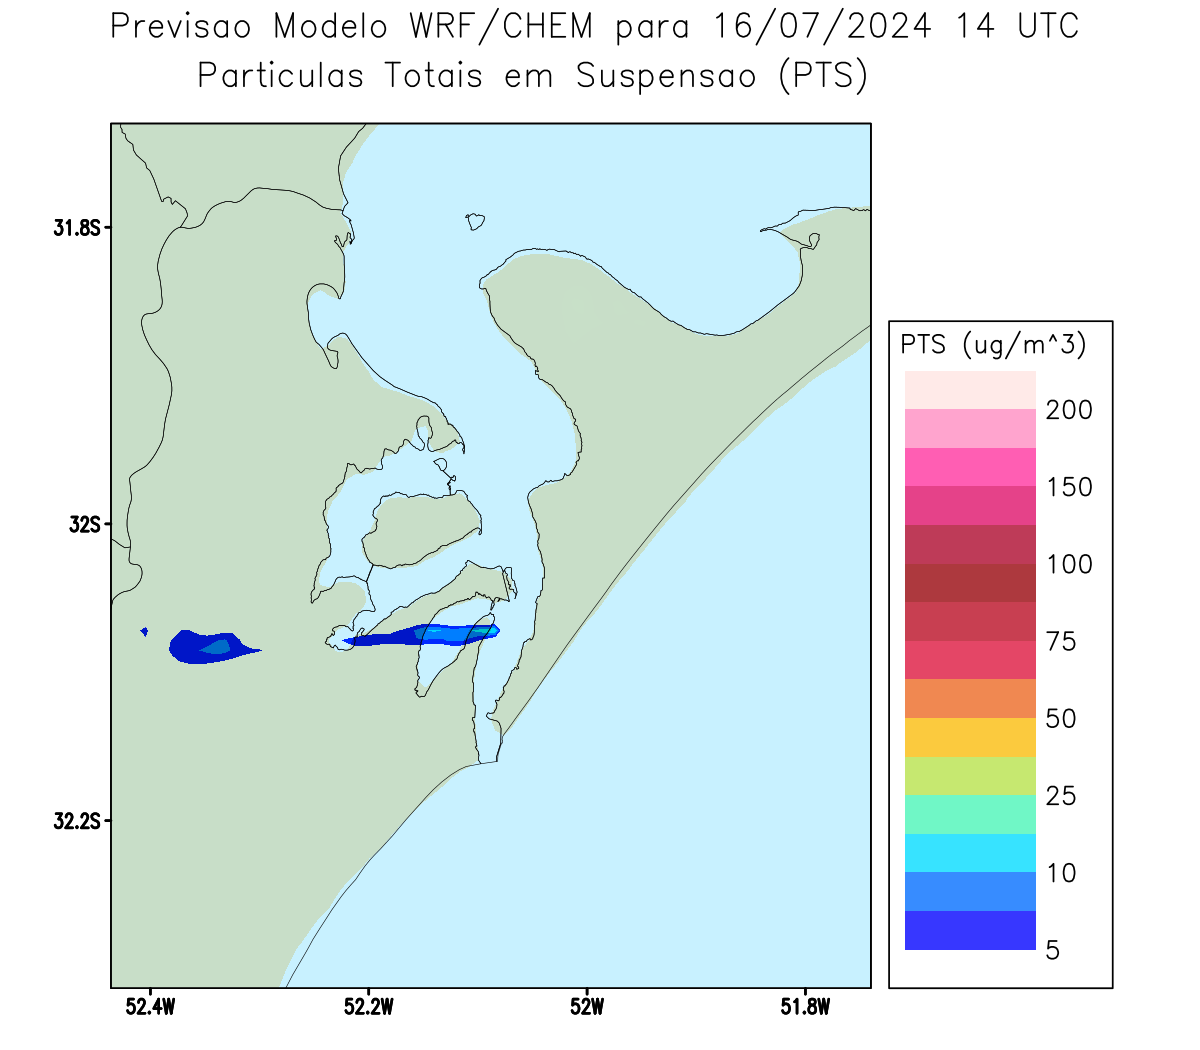 Previsao Modelo WRF/CHEM para 16/07/2024 14 UTC
Particulas Totais em Suspensao (PTS)
31.8S
32S
32.2S
52.4W
52.2W
52W
51.8W
PTS (ug/m^3)
200
150
100
75
50
25
10
5